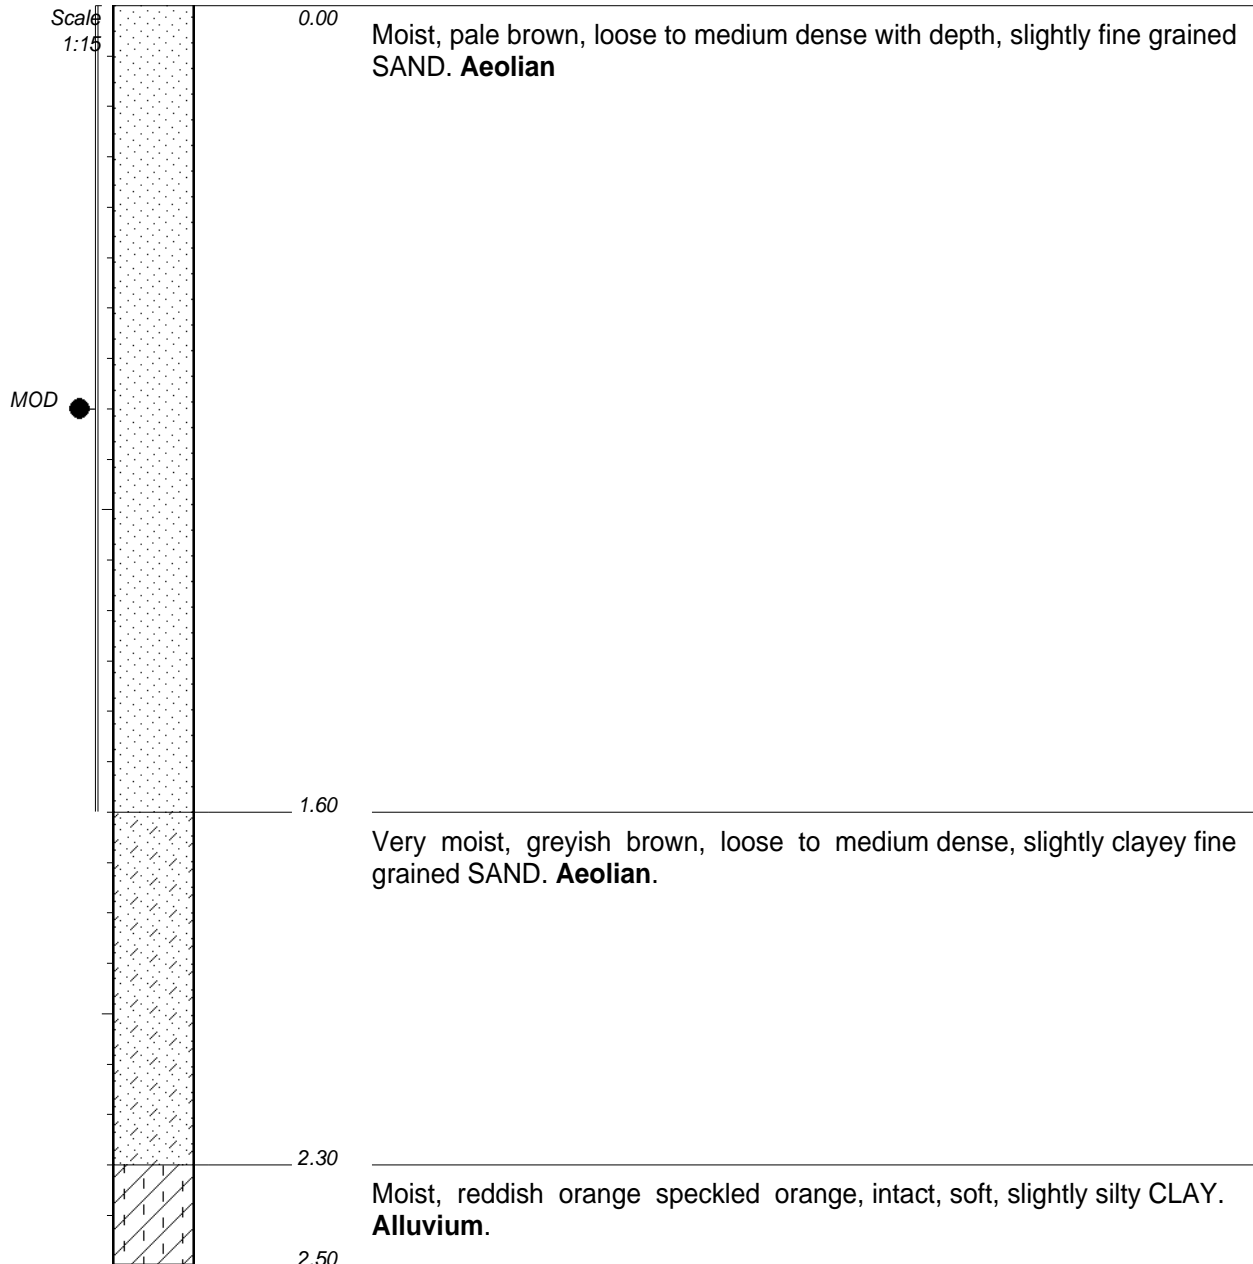 Scale
1:15
0.00
Moist, pale brown, loose to medium dense with depth, slightly fine grained
SAND. Aeolian
MOD
1.60
Very moist, greyish brown, loose to medium dense, slightly clayey fine
grained SAND. Aeolian.
2.30
Moist, reddish orange speckled orange, intact, soft, slightly silty CLAY.
Alluvium.
2.50